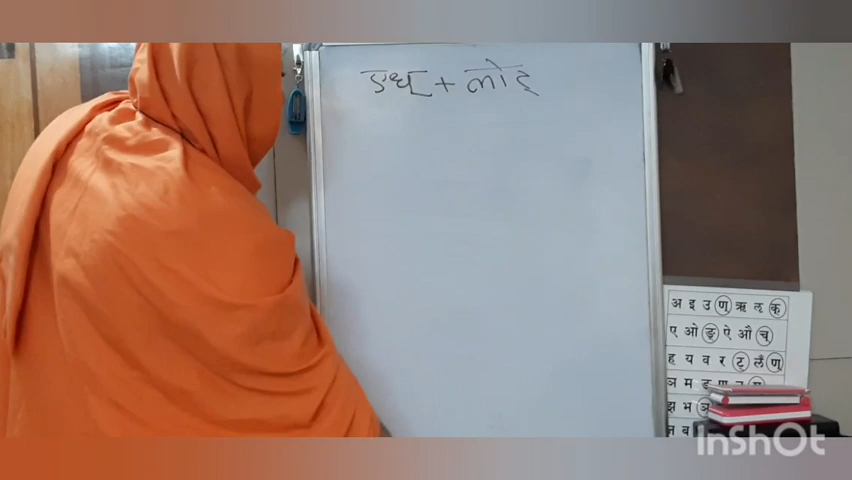 एध् + लोट्
अ इ उ ण् ऋ ऌ क्
ए ओ ङ् ऐ औ च्
ह य व र ट् लँ ण्
ञ म ङ ण
झ भ ञ
ज ब
InShOt